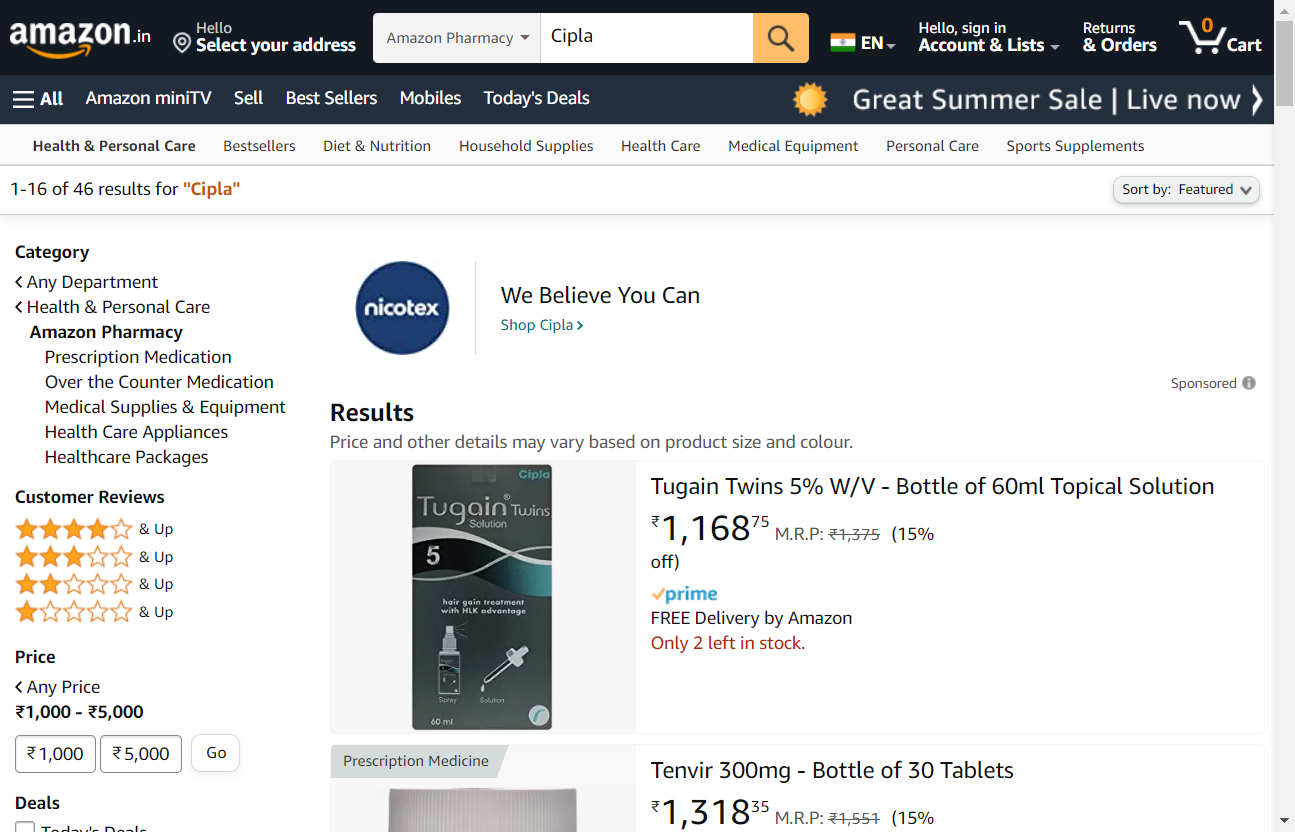 amazon.in
Hello
Select your address
Amazon Pharmacy
Cipla
EN
Hello, sign in
Account & Lists
Returns
& Orders
0
Cart
All
Amazon miniTV
Sell
Best Sellers
Mobiles
Today's Deals
Great Summer Sale | Live now
Health & Personal Care
Bestsellers
Diet & Nutrition
Household Supplies
Health Care
Medical Equipment
Personal Care
Sports Supplements
1-16 of 46 results for "Cipla"
Sort by: Featured
Category
Any Department
Health & Personal Care
Amazon Pharmacy
Prescription Medication
Over the Counter Medication
Medical Supplies & Equipment
Health Care Appliances
Healthcare Packages
Customer Reviews
& Up
& Up
& Up
& Up
Price
Any Price
₹1,000 - ₹5,000
₹1,000
₹5,000
Go
Deals
Today's Deals
nicotex
We Believe You Can
Shop Cipla
Sponsored
Results
Price and other details may vary based on product size and colour.
Cipla
Tugain® Twins
Solution
5
hair gain treatment
with HLK advantage
Spray
Solution
60 ml
Tugain Twins 5% W/V - Bottle of 60ml Topical Solution
₹1,16875 M.R.P: ₹1,375 (15%
off)
prime
FREE Delivery by Amazon
Only 2 left in stock.
Prescription Medicine
Tenvir 300mg - Bottle of 30 Tablets
₹1,31835 M.R.P: ₹1,551 (15%